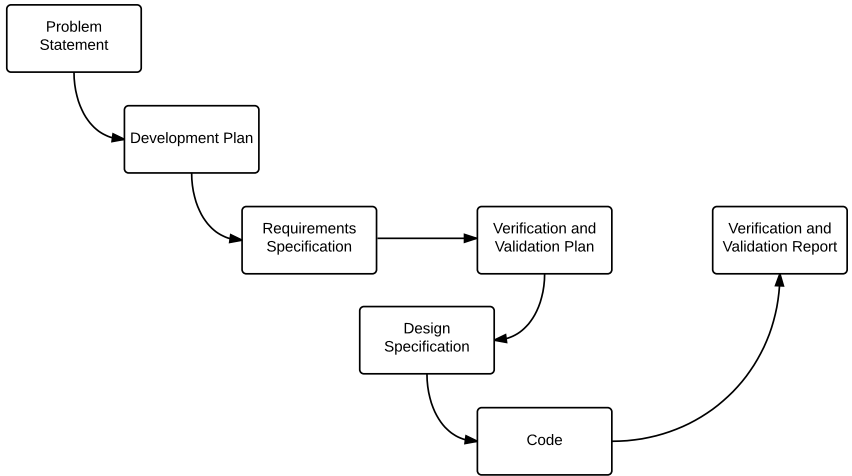 Problem
Statement
Development Plan
Requirements
Specification
Verification and
Validation Plan
Verification and
Validation Report
Design
Specification
Code